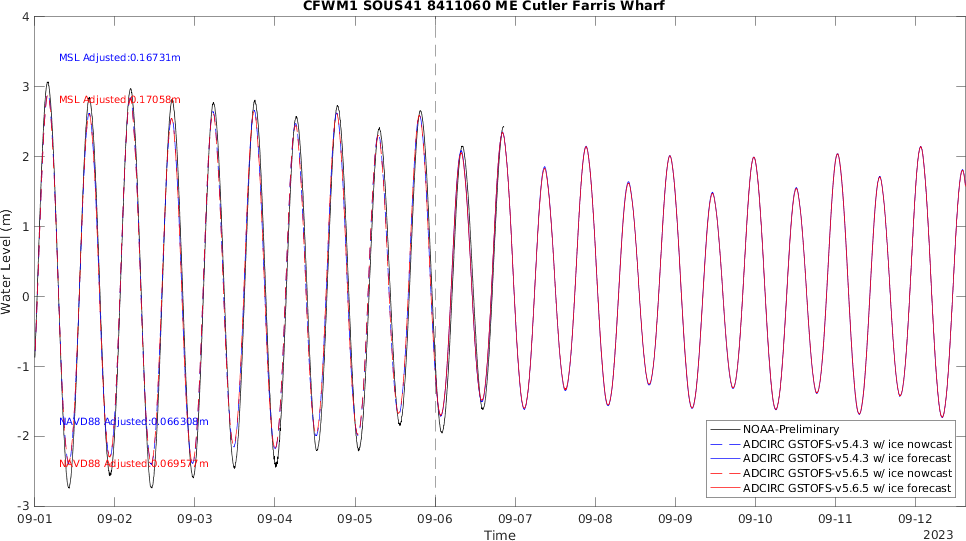 CFWM1 SOUS41 8411060 ME Cutler Farris Wharf
4
3
2
1
0
-1
-2
-3
Water Level (m)
MSL Adjusted:0.16731m
MSL Adjusted:0.17058m
NAVD88 Adjusted:0.066308m
NAVD88 Adjusted:0.069577m
NOAA-Preliminary
ADCIRC GSTOFS-v5.4.3 w/ ice nowcast
ADCIRC GSTOFS-v5.4.3 w/ ice forecast
ADCIRC GSTOFS-v5.6.5 w/ ice nowcast
ADCIRC GSTOFS-v5.6.5 w/ ice forecast
09-01 09-02 09-03 09-04 09-05 09-06 09-07 09-08 09-09 09-10 09-11 09-12
Time
2023